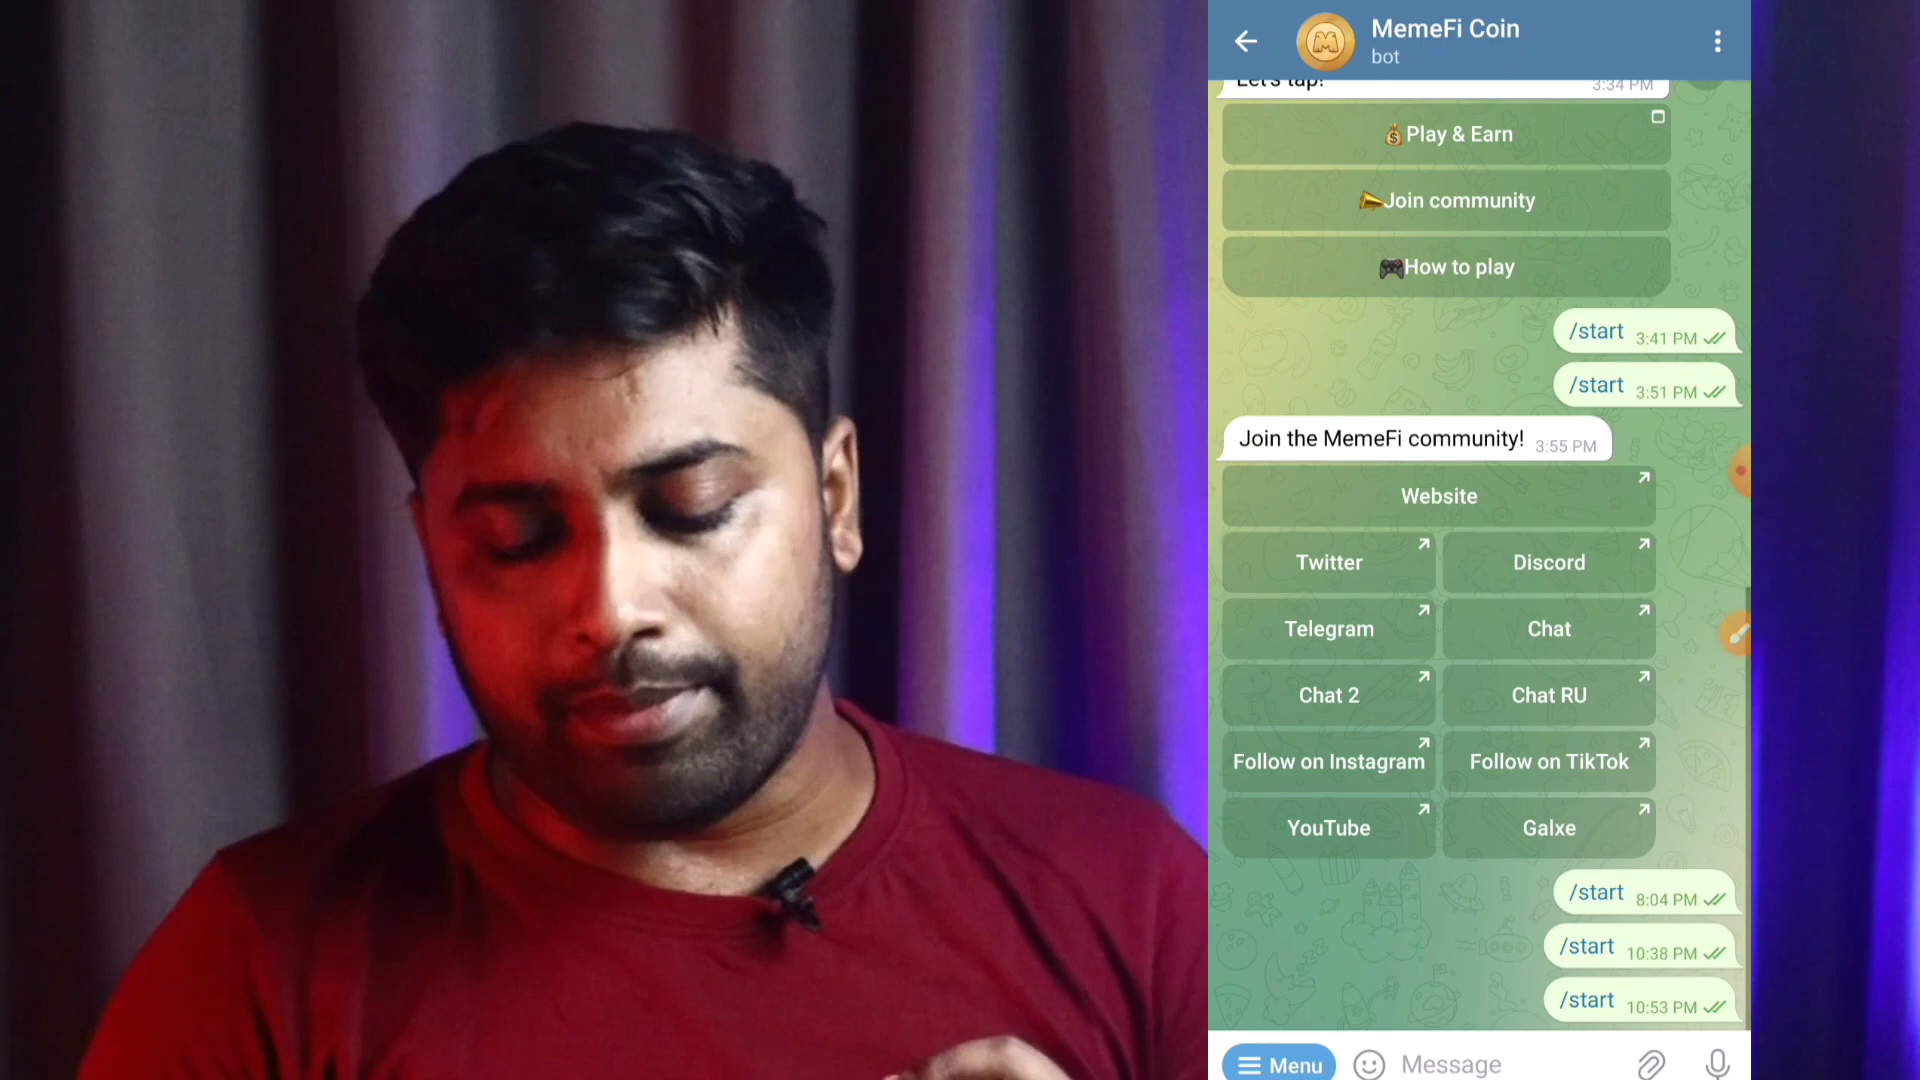 MemeFi Coin
bot
Let's tap!
3:34 PM
Play & Earn
Join community
How to play
/start 3:41 PM
/start 3:51 PM
Join the MemeFi community! 3:55 PM
Website
Twitter
Discord
Telegram
Chat
Chat 2
Chat RU
Follow on Instagram
Follow on TikTok
YouTube
Galxe
/start 8:04 PM
/start 10:38 PM
/start 10:53 PM
Menu
Message